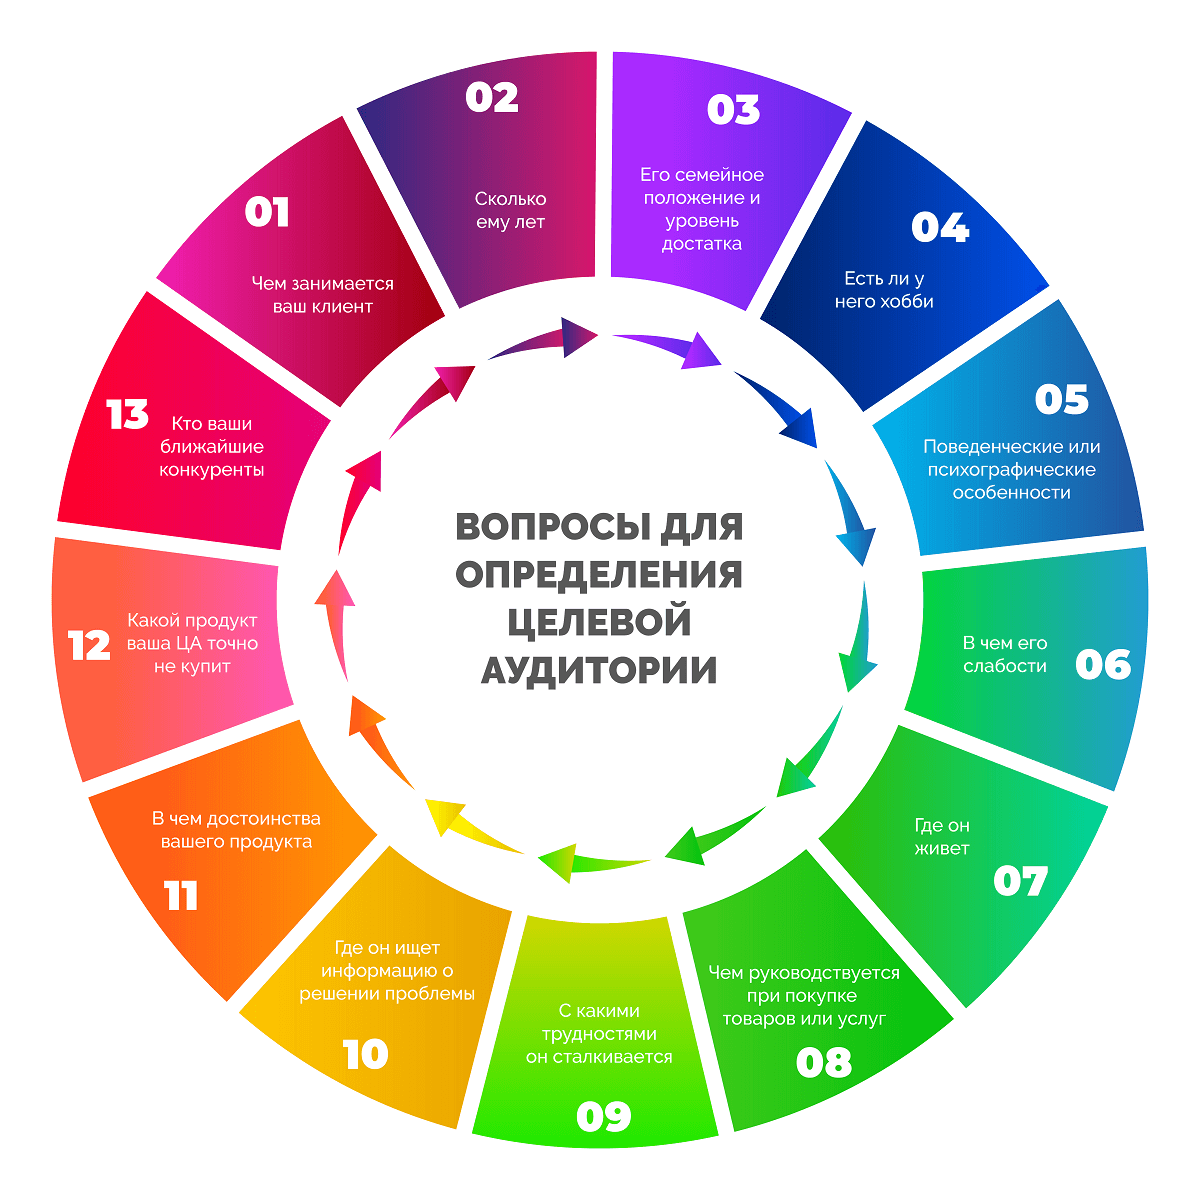 ВОПРОСЫ ДЛЯ
ОПРЕДЕЛЕНИЯ
ЦЕЛЕВОЙ
АУДИТОРИИ
01
Чем занимается
ваш клиент
02
Сколько
ему лет
03
Его семейное
положение и
уровень
достатка
04
Есть ли у
него хобби
05
Поведенческие или
психографические
особенности
06
В чем его
слабости
07
Где он
живет
08
Чем руководствуется
при покупке
товаров или услуг
09
С какими
трудностями
он сталкивается
10
Где он ищет
информацию о
решении проблемы
11
В чем достоинства
вашего продукта
12
Какой продукт
ваша ЦА точно
не купит
13
Кто ваши
ближайшие
конкуренты